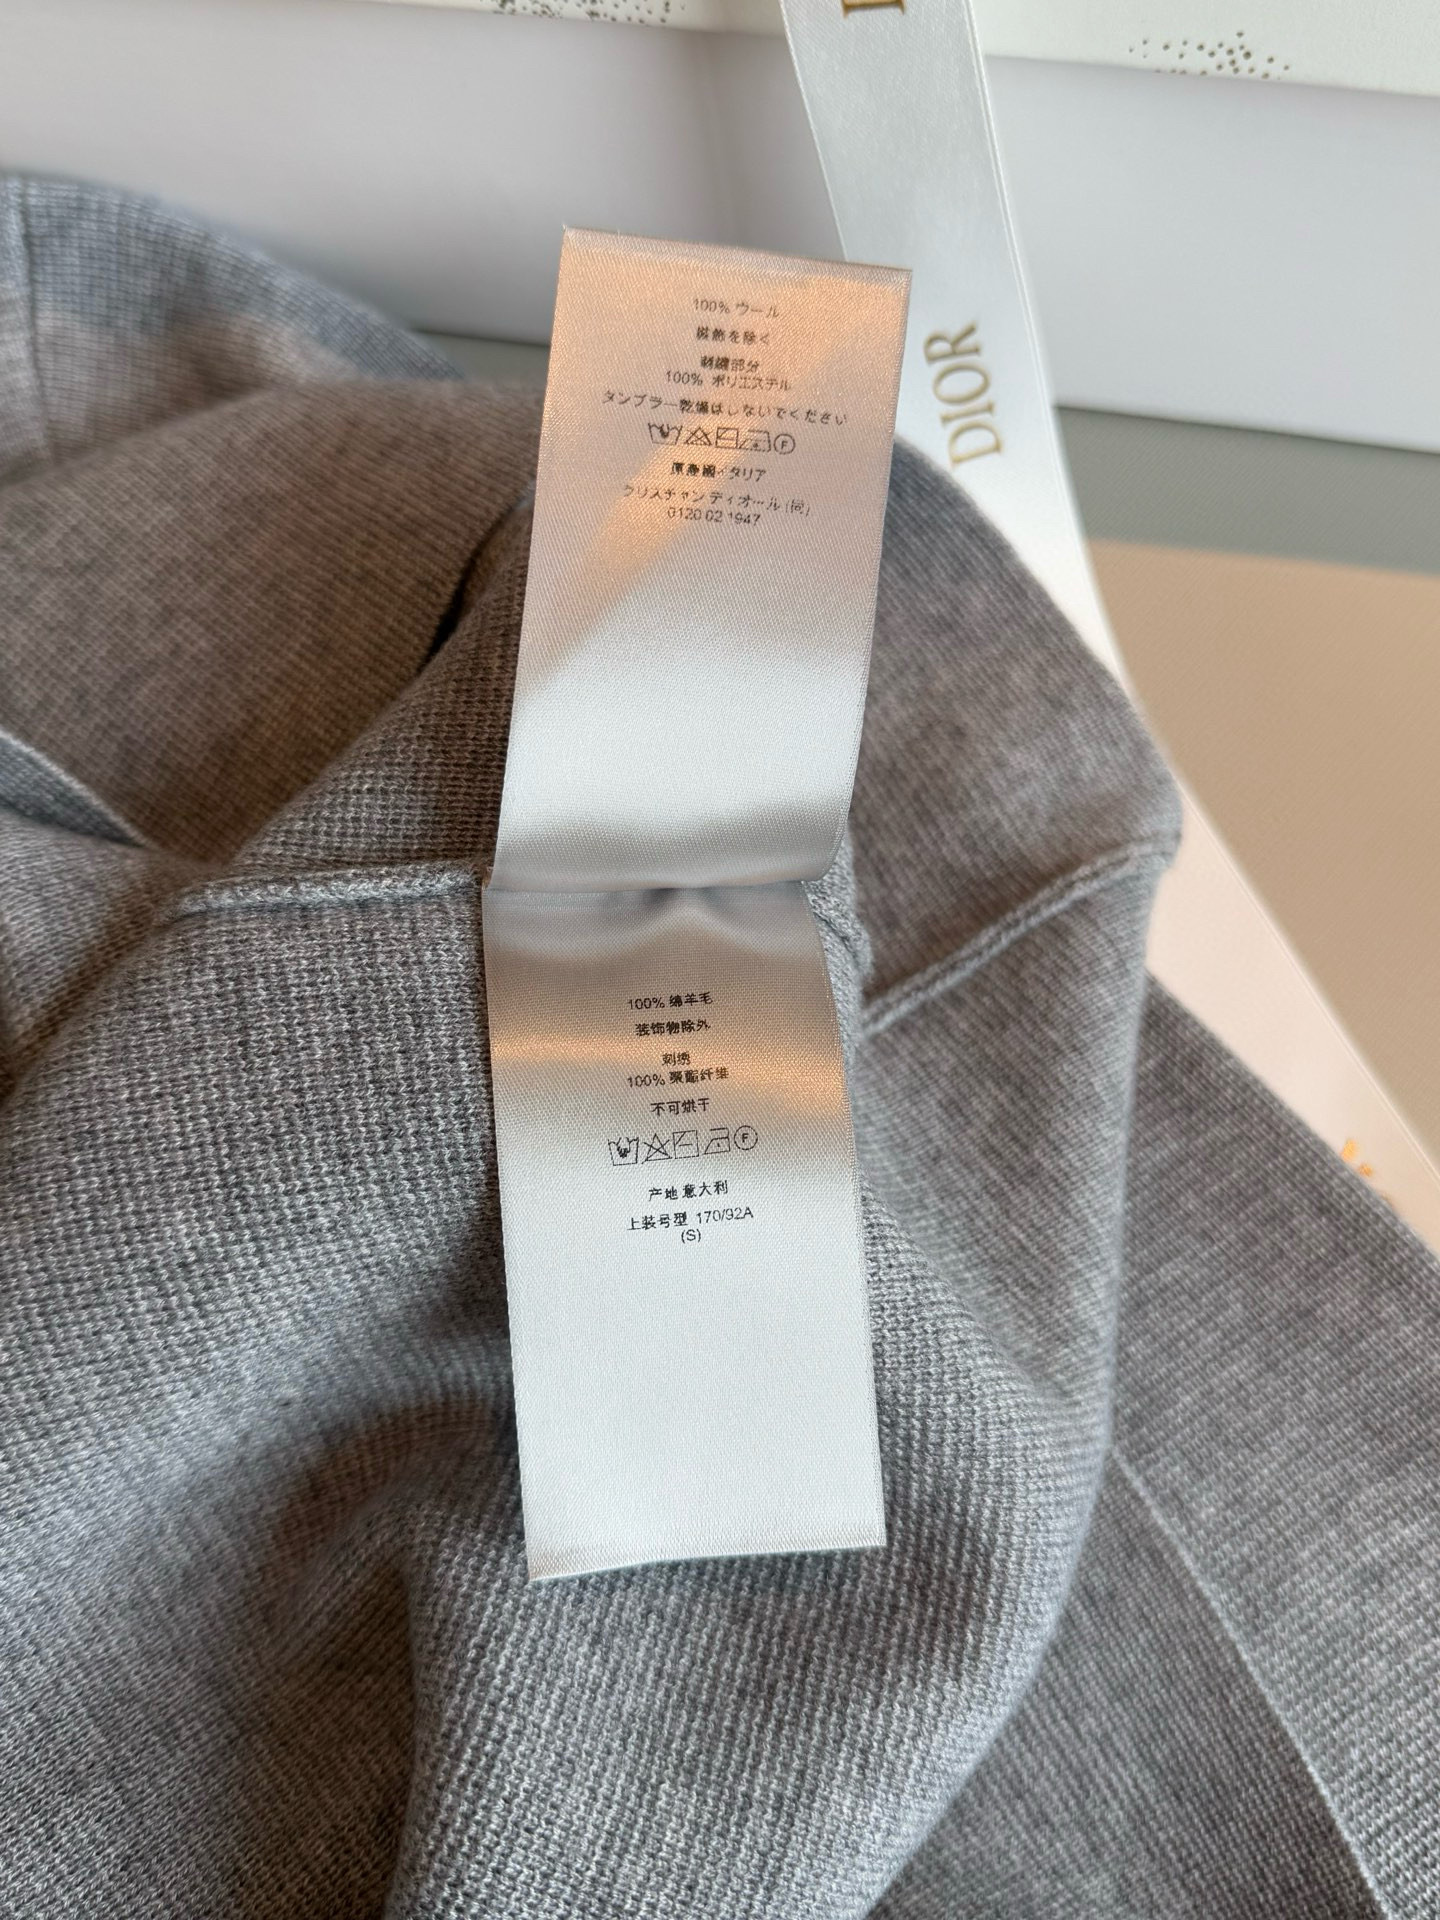 DIOR
100% ウール
装飾を除く
刺繍部分
100% ポリエステル
タンブラー乾燥はしないでください
F
原産國イタリア
クリスチャン ディオール (同)
0120 02 1947
100% 绵羊毛
装饰物除外
刺绣
100% 聚酯纤维
不可烘干
F
产地 意大利
上装号型 170/92A
(S)